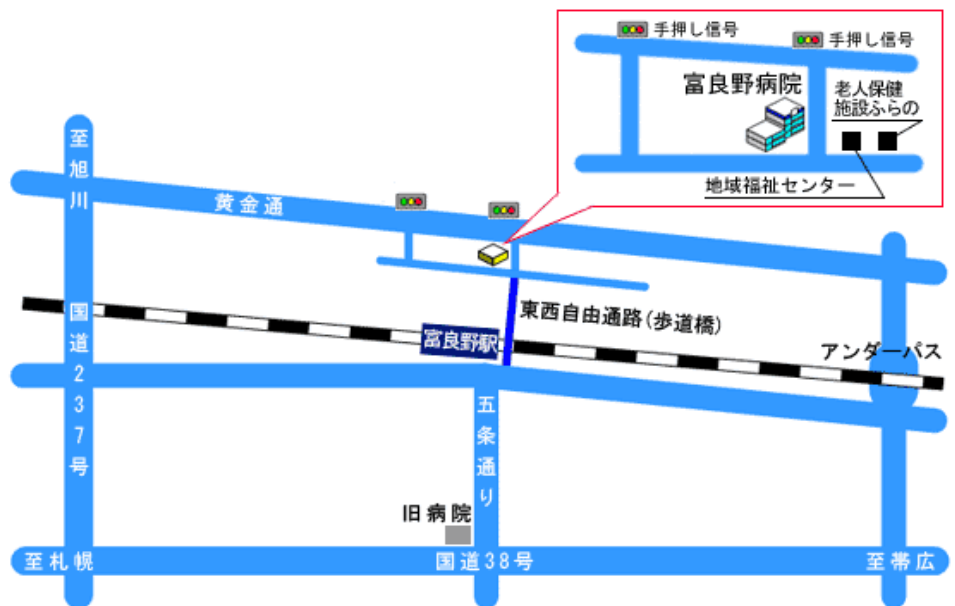 手押し信号
手押し信号
富良野病院
老人保健
施設ふらの
地域福祉センター
至旭川
黄金通
国道237号
東西自由通路(歩道橋)
富良野駅
アンダーパス
五条通り
旧病院
至札幌
国道38号
至帯広